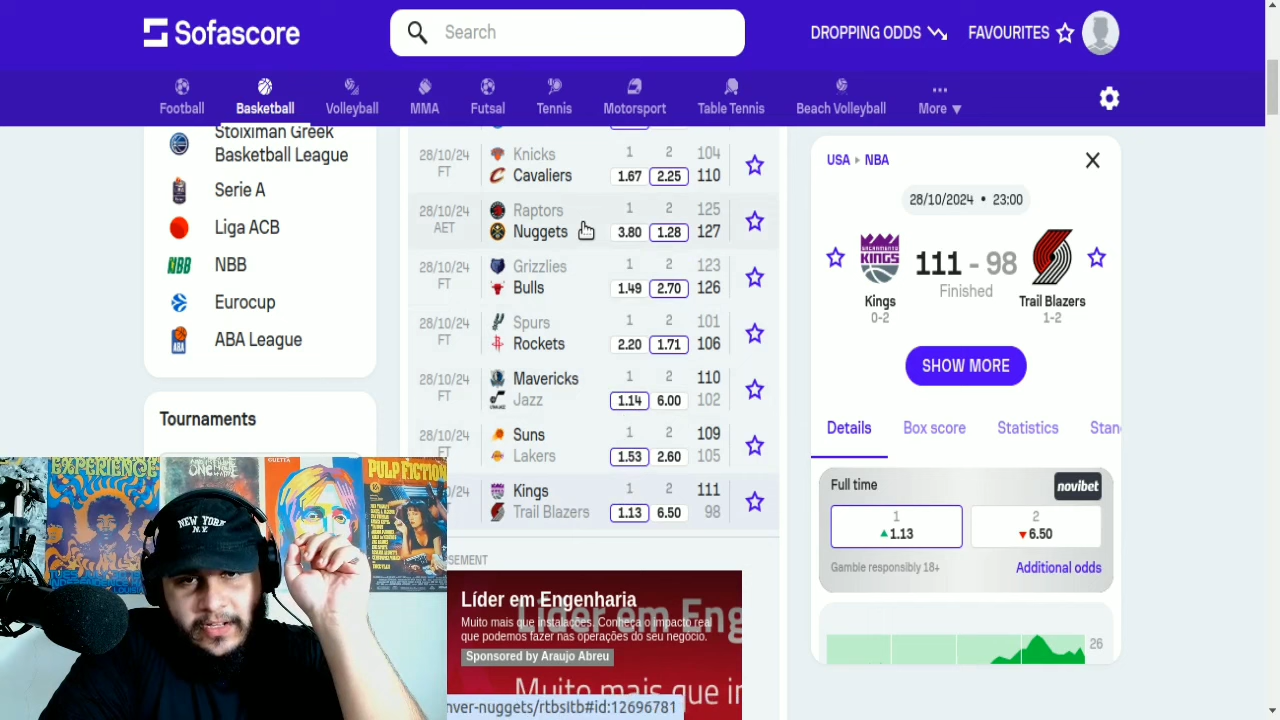 Sofascore
Search
DROPPING ODDS
FAVOURITES
Football
Basketball
Volleyball
MMA
Futsal
Tennis
Motorsport
Table Tennis
Beach Volleyball
More
Stoiximan Greek
Basketball League
Serie A
Liga ACB
NBB
Eurocup
ABA League
Tournaments
28/10/24 Knicks 1 2 104
FT Cavaliers 1.67 2.25 110
28/10/24 Raptors 1 2 125
AET Nuggets 3.80 1.28 127
28/10/24 Grizzlies 1 2 123
FT Bulls 1.49 2.70 126
28/10/24 Spurs 1 2 101
FT Rockets 2.20 1.71 106
28/10/24 Mavericks 1 2 110
FT Jazz 1.14 6.00 102
28/10/24 Suns 1 2 109
FT Lakers 1.53 2.60 105
0/24 Kings 1 2 111
Trail Blazers 1.13 6.50 98
SEMENT
Líder em Engenharia
Muito mais que instalações. Conheça o impacto real
que podemos fazer nas operações do seu negócio.
Sponsored by Araujo Abreu
Muito mais que in
nver-nuggets/rtbsItb#id:12696781
USA NBA
28/10/2024 • 23:00
KINGS
111 - 98
Finished
Kings
0-2
Trail Blazers
1-2
SHOW MORE
Details
Box score
Statistics
Stan
Full time
novibet
1
1.13
2
6.50
Gamble responsibly 18+
Additional odds
26
EXPERIENCE
PULP FICTION
NEW YORK
N.Y.